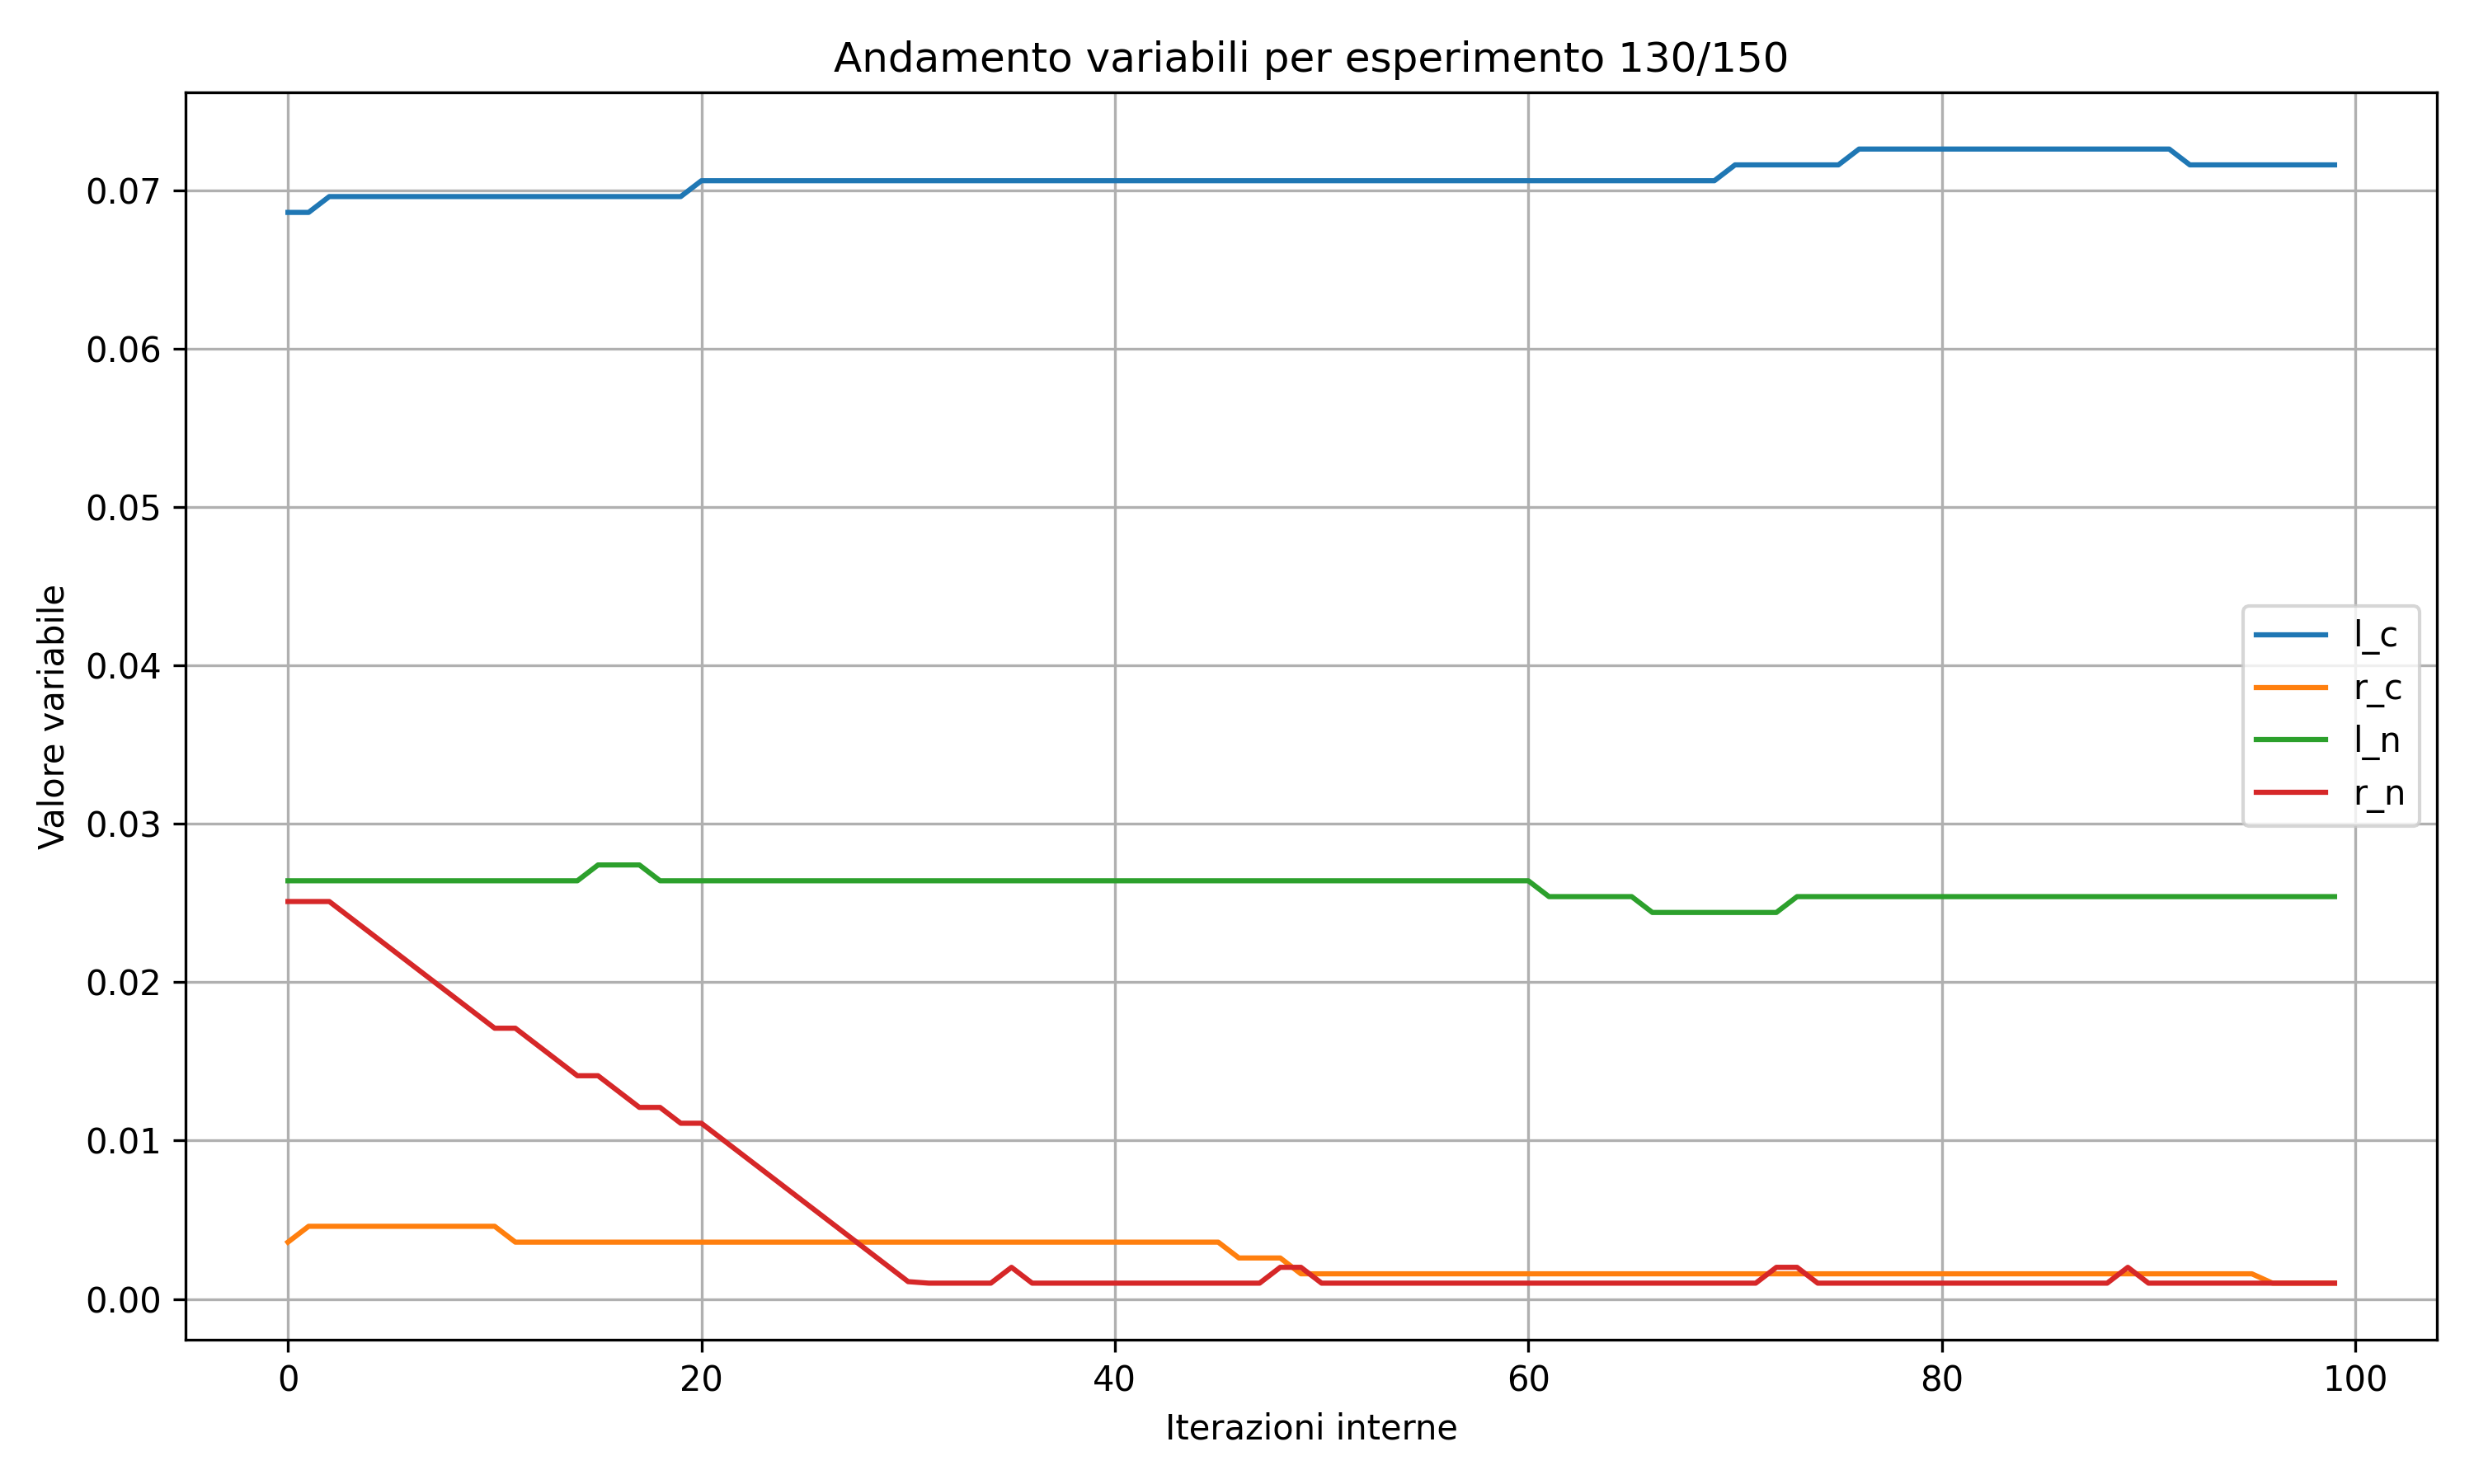 Andamento variabili per esperimento 130/150
Valore variabile
0.07
0.06
0.05
0.04
0.03
0.02
0.01
0.00
l_c
r_c
l_n
r_n
0 20 40 60 80 100
Iterazioni interne